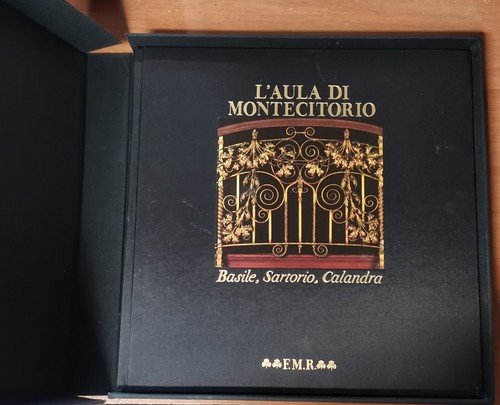 L'AULA DI
MONTECITORIO
Basile, Sartorio, Calandra
F.M.R.